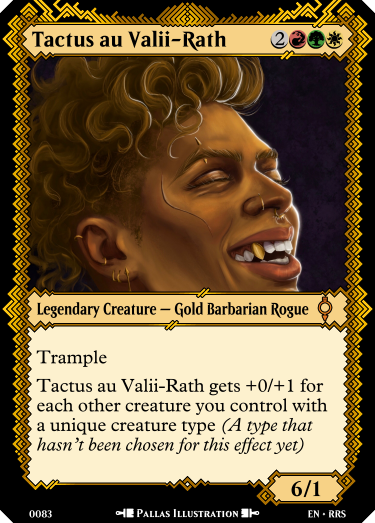 Tactus au Valii-Rath 2
Legendary Creature — Gold Barbarian Rogue
Trample
Tactus au Valii-Rath gets +0/+1 for
each other creature you control with
a unique creature type (A type that
hasn't been chosen for this effect yet)
6/1
0083 Pallas Illustration EN • RRS